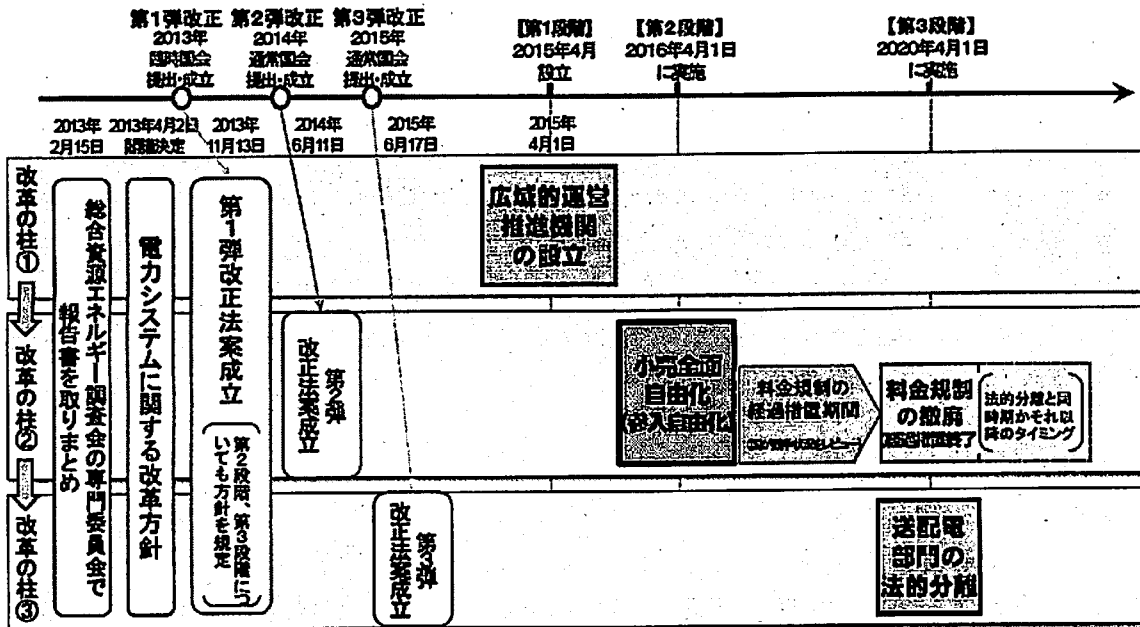 第1弾改正
2013年
臨時国会
提出・成立
第2弾改正
2014年
通常国会
提出・成立
第3弾改正
2015年
通常国会
提出・成立
【第1段階】
2015年4月
設立
【第2段階】
2016年4月1日
に実施
【第3段階】
2020年4月1日
に実施
2013年
2月15日
2013年4月2日
閣議決定
2013年
11月13日
2014年
6月11日
2015年
6月17日
2015年
4月1日
改革の柱①
改革の柱②
改革の柱③
総合資源エネルギー調査会の専門委員会で
報告書を取りまとめ
電力システムに関する改革方針
第1弾改正法案成立
第2段階、第3段階につ
いても方針を規定
第2弾
改正法案成立
第3弾
改正法案成立
広域的運営
推進機関
の設立
小売全面
自由化
(参入自由化)
料金規制の
経過措置期間
料金規制
の撤廃
(経過措置終了)
法的分離と同
時期かそれ以
降のタイミング
送配電
部門の
法的分離